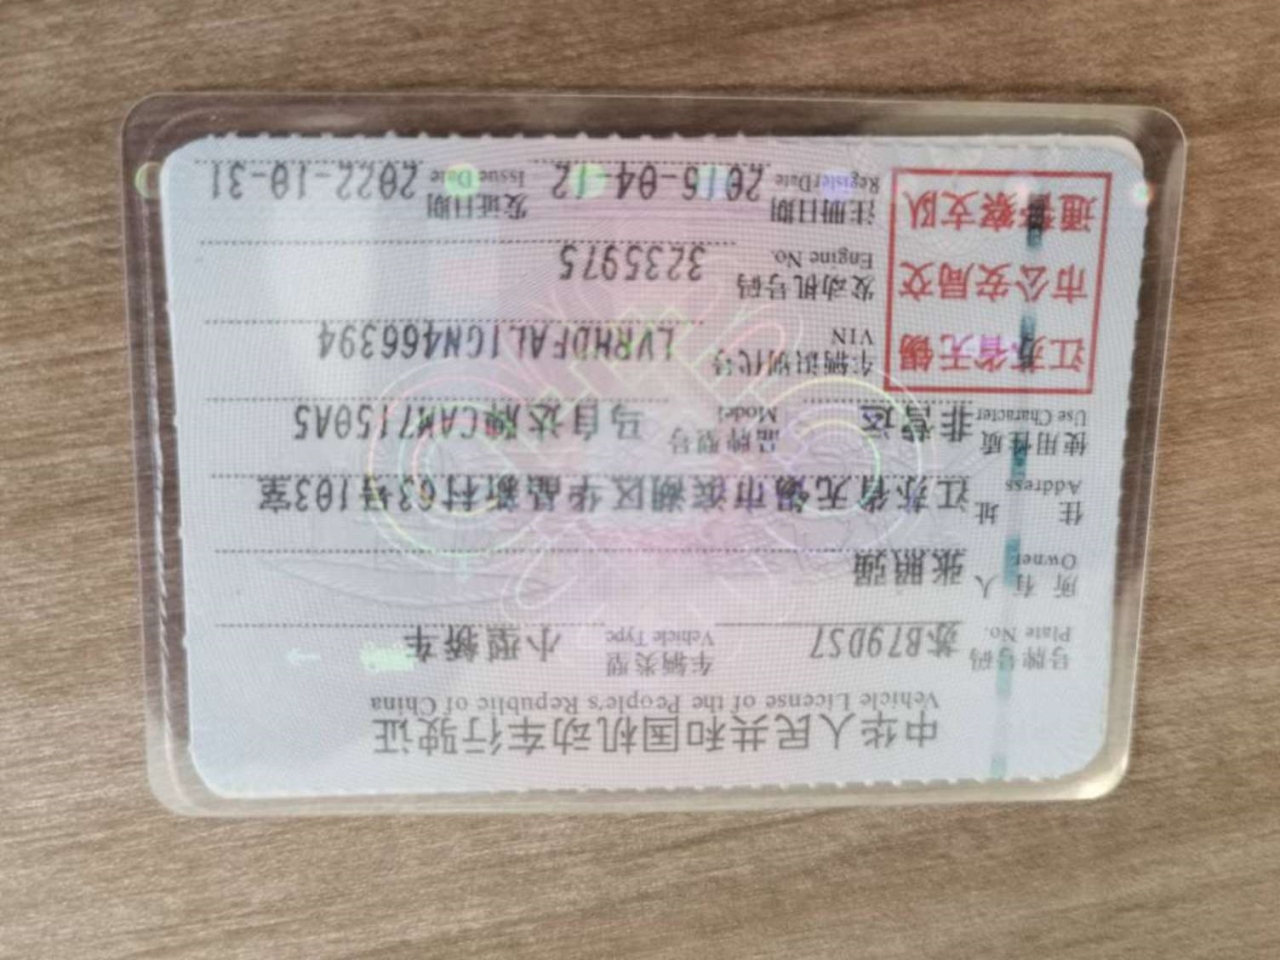 中华人民共和国机动车行驶证
Vehicle License of the People's Republic of China
号牌号码 Plate No. 苏B79DS7 车辆类型 Vehicle Type 小型轿车
所有人 Owner 张照强
住址 Address 江苏省无锡市滨湖区华晶新村63号103室
使用性质 Use Character 非营运 品牌型号 Model 马自达牌CAM7150A5
江苏省无锡市公安局交通警察支队
车辆识别代号 VIN LVRHDFAL1GN466394
发动机号码 Engine No. 3235975
注册日期 Register Date 2016-04-12 发证日期 Issue Date 2022-10-31